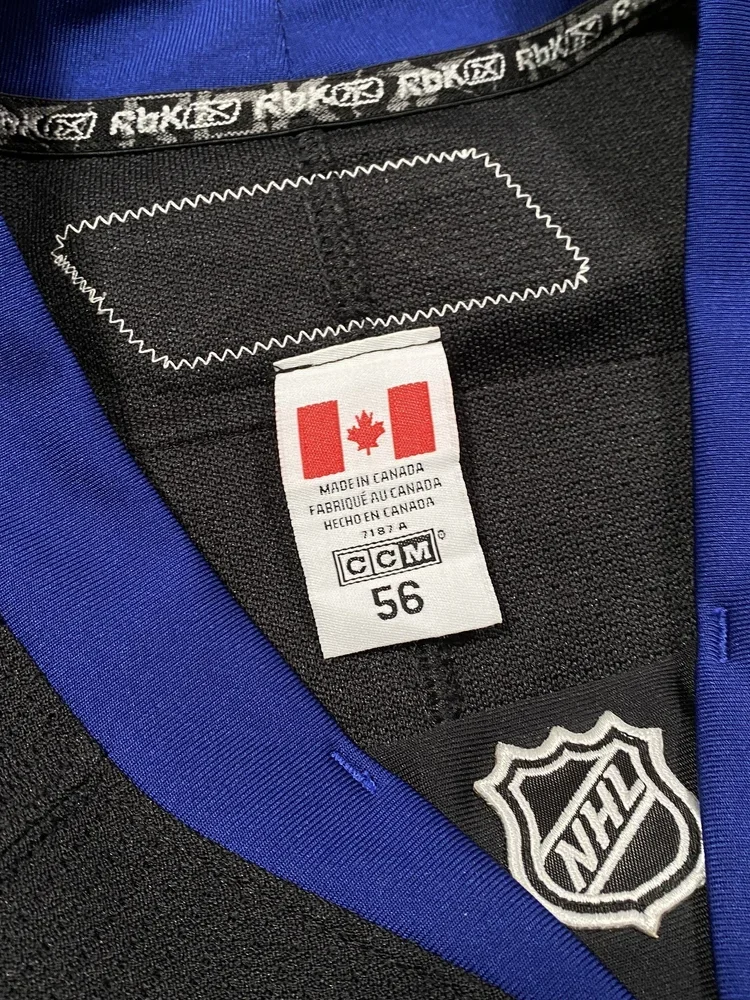 RbK RbK RbK RbK
MADE IN CANADA
FABRIQUÉ AU CANADA
HECHO EN CANADA
7187 A
CCM®
56
NHL